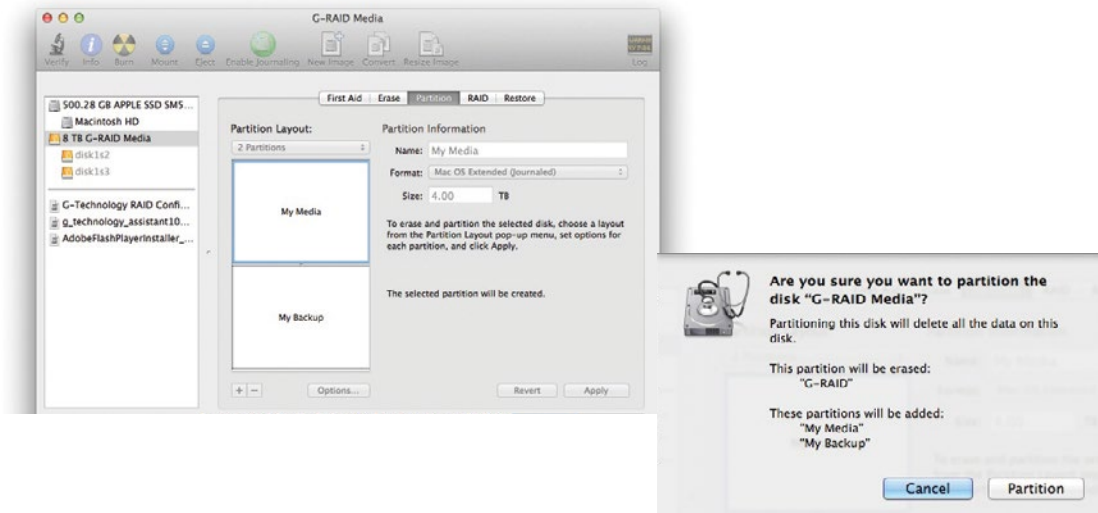 G-RAID Media
Verify Info Burn Mount Eject Enable Journaling New Image Convert Resize Image Log
500.28 GB APPLE SSD SMS...
Macintosh HD
8 TB G-RAID Media
disk1s2
disk1s3
G-Technology RAID Confi...
g_technology_assistant10...
AdobeFlashPlayerInstaller_...
First Aid Erase Partition RAID Restore
Partition Layout:
2 Partitions
My Media
My Backup
+ − Options...
Partition Information
Name: My Media
Format: Mac OS Extended (Journaled)
Size: 4.00 TB
To erase and partition the selected disk, choose a layout
from the Partition Layout pop-up menu, set options for
each partition, and click Apply.
The selected partition will be created.
Revert Apply
Are you sure you want to partition the
disk “G-RAID Media”?
Partitioning this disk will delete all the data on this
disk.
This partition will be erased:
“G-RAID”
These partitions will be added:
“My Media”
“My Backup”
Cancel Partition